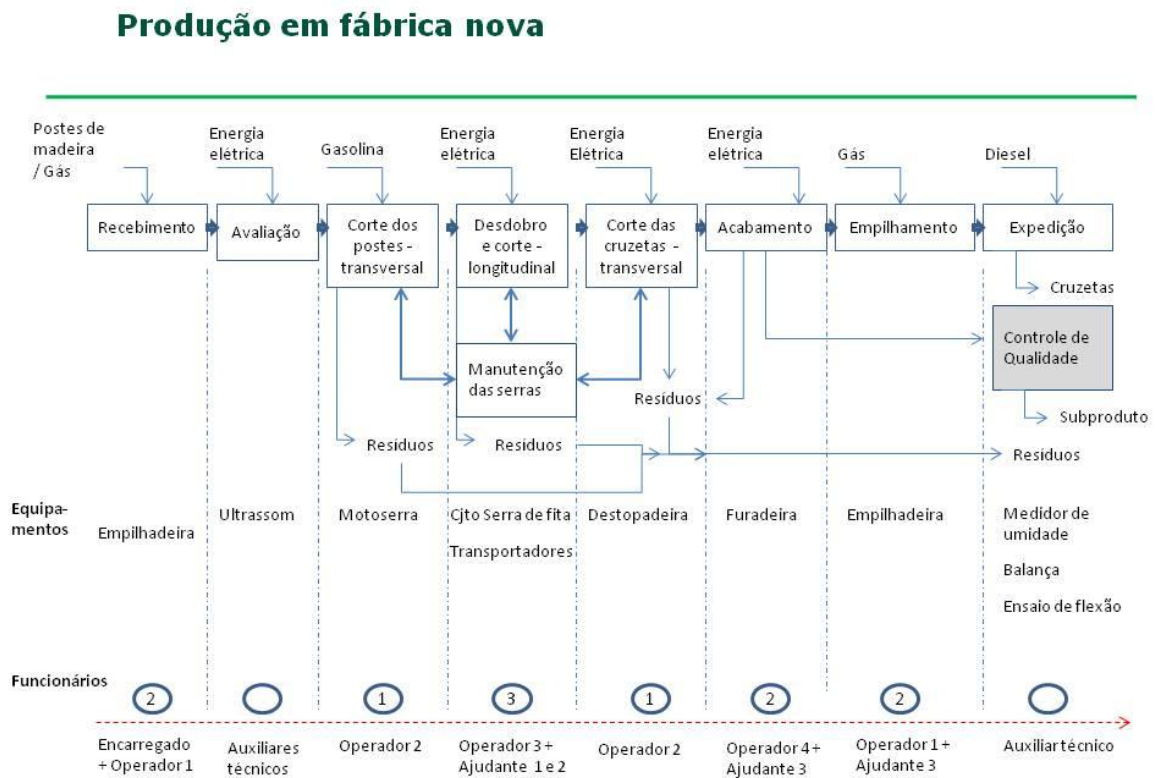 Produção em fábrica nova
Postes de
madeira
/ Gás
Energia
elétrica
Gasolina
Energia
elétrica
Energia
Elétrica
Energia
elétrica
Gás
Diesel
Recebimento
Avaliação
Corte dos
postes -
transversal
Desdobro
e corte -
longitudinal
Corte das
cruzetas -
transversal
Acabamento
Empilhamento
Expedição
Cruzetas
Manutenção
das serras
Controle de
Qualidade
Resíduos
Subproduto
Resíduos
Resíduos
Resíduos
Equipa-
mentos
Empilhadeira
Ultrassom
Motoserra
Cjto Serra de fita
Transportadores
Destopadeira
Furadeira
Empilhadeira
Medidor de
umidade
Balança
Ensaio de flexão
Funcionários
2
1
3
1
2
2
Encarregado
+ Operador 1
Auxiliares
técnicos
Operador 2
Operador 3 +
Ajudante 1 e 2
Operador 2
Operador 4 +
Ajudante 3
Operador 1 +
Ajudante 3
Auxiliar técnico